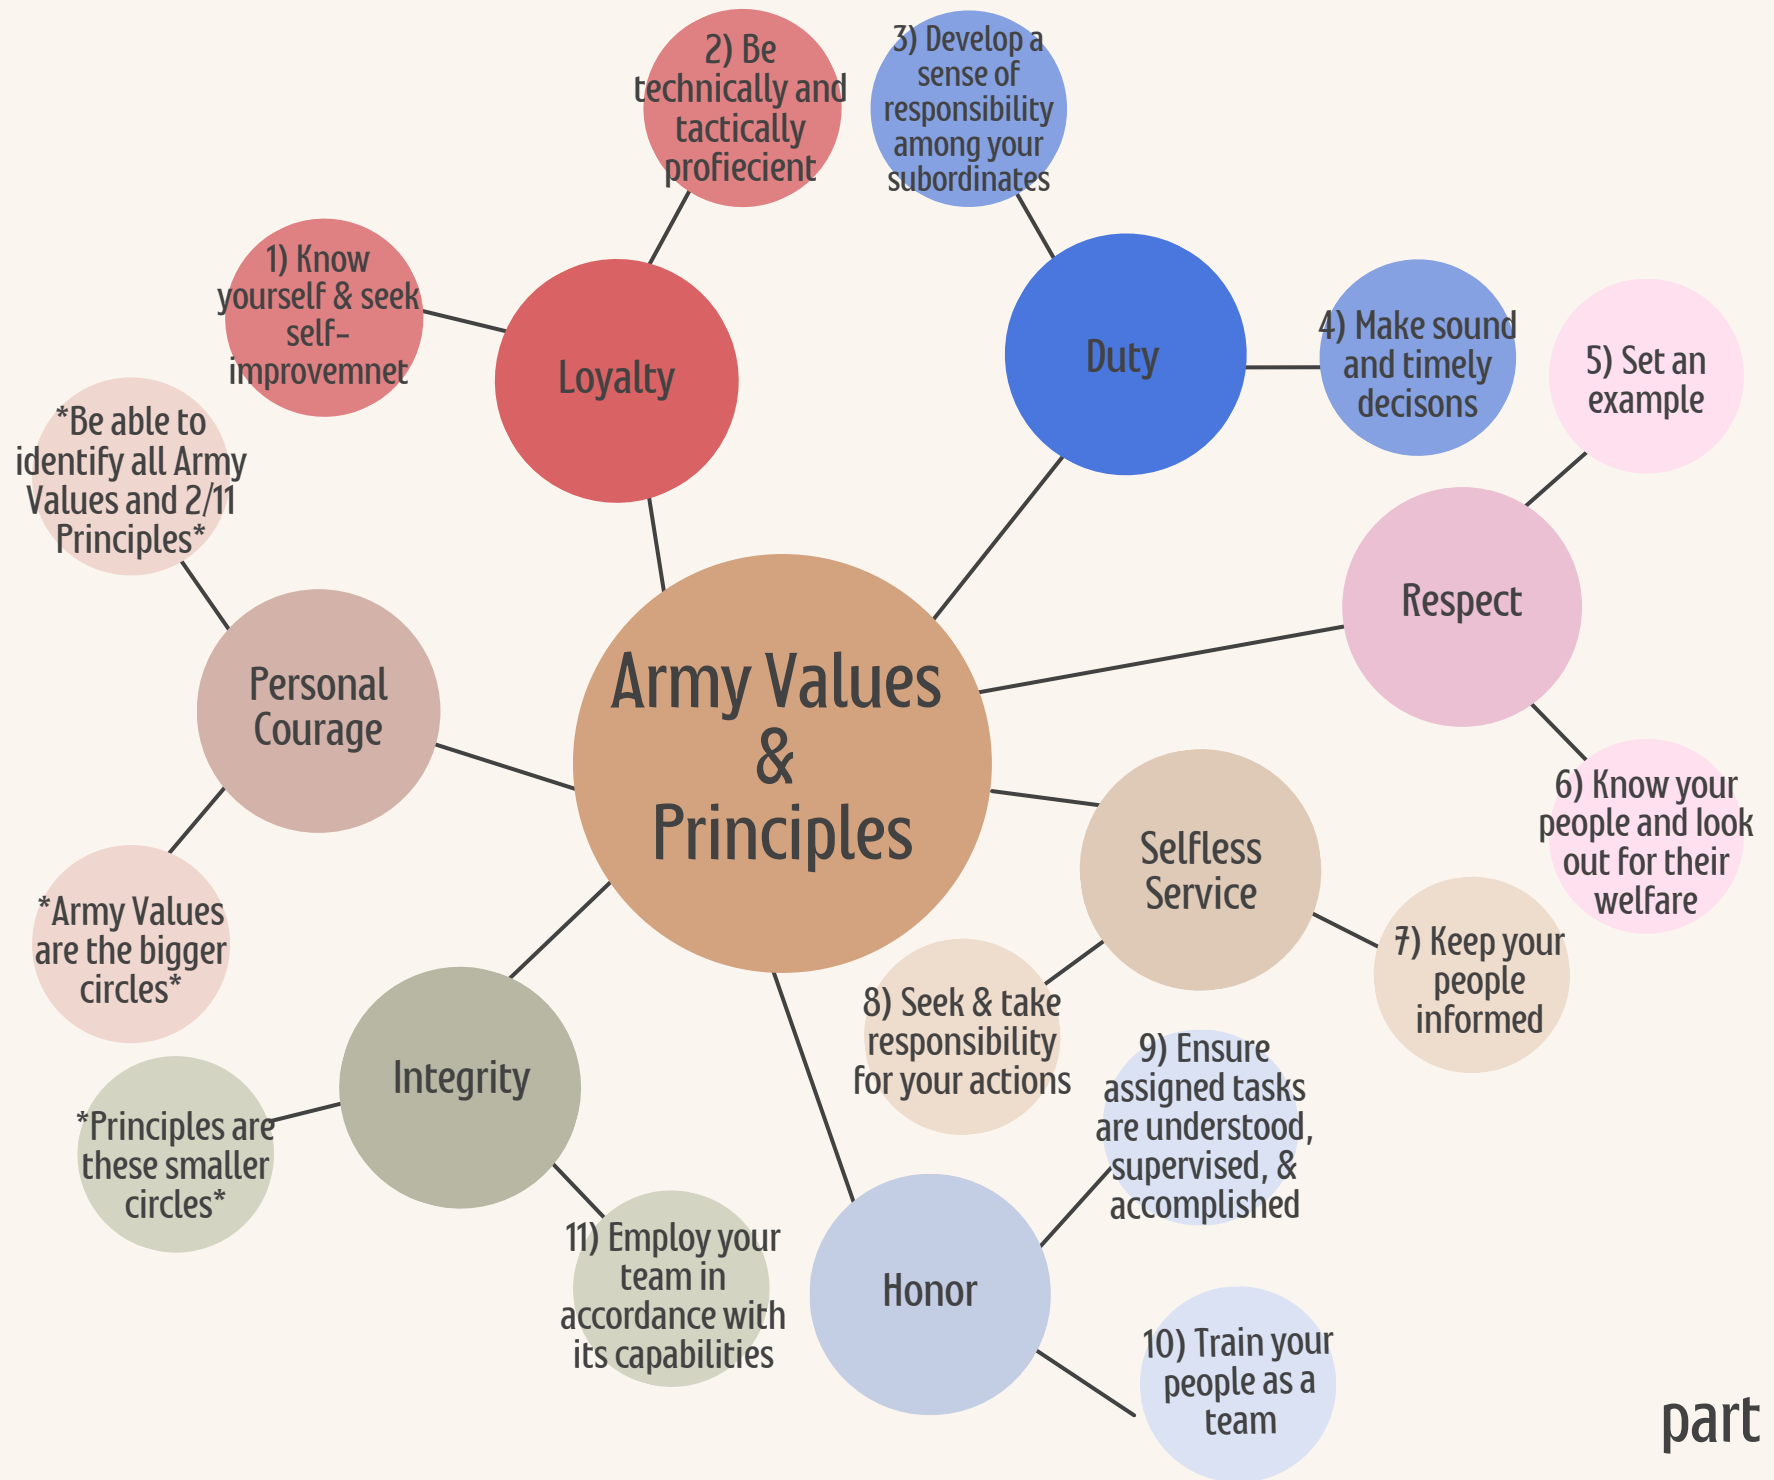 2) Be
technically and
tactically
profiecient
3) Develop a
sense of
responsibility
among your
subordinates
1) Know
yourself & seek
self-
improvemnet
Loyalty
Duty
4) Make sound
and timely
decisons
5) Set an
example
*Be able to
identify all Army
Values and 2/11
Principles*
Respect
Personal
Courage
Army Values
&
Principles
6) Know your
people and look
out for their
welfare
Selfless
Service
*Army Values
are the bigger
circles*
7) Keep your
people
informed
8) Seek & take
responsibility
for your actions
9) Ensure
assigned tasks
are understood,
supervised, &
accomplished
Integrity
*Principles are
these smaller
circles*
11) Employ your
team in
accordance with
its capabilities
Honor
10) Train your
people as a
team
part